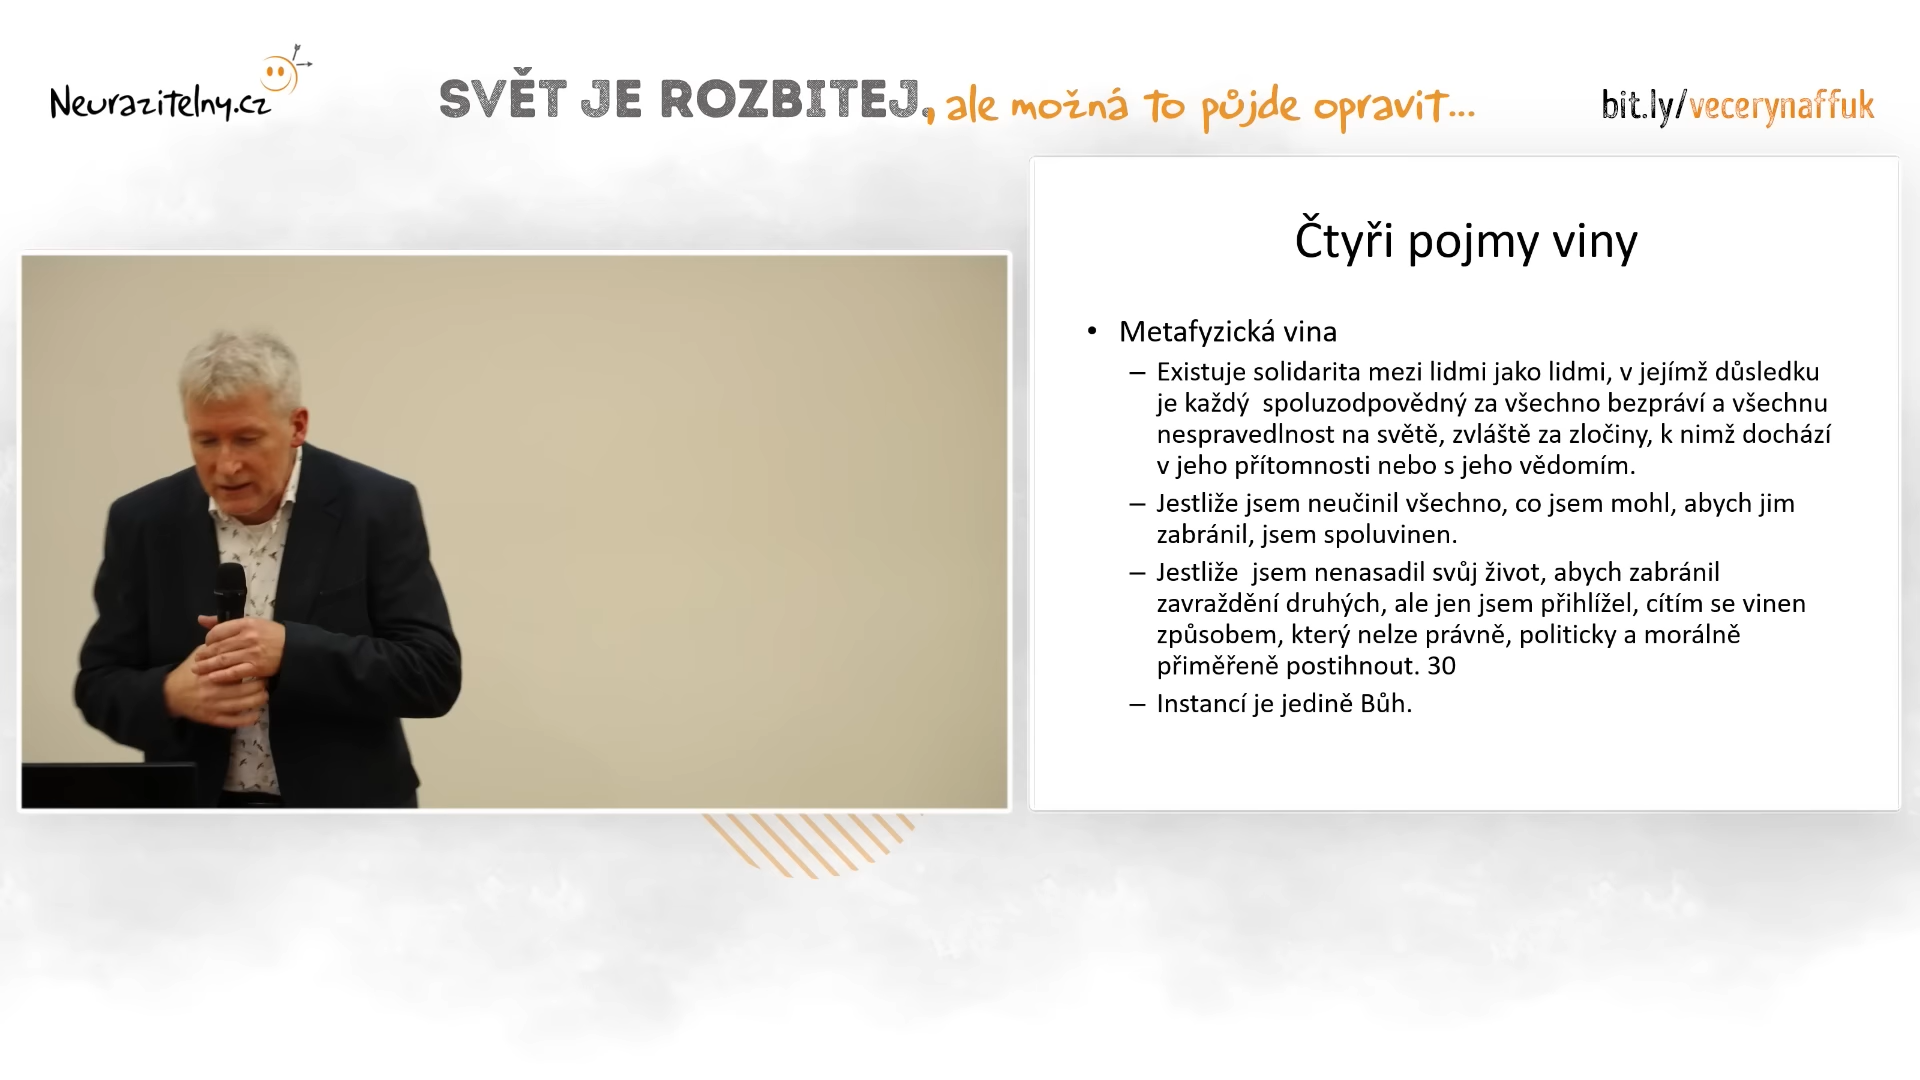 Neurazitelny.cz
SVĚT JE ROZBITEJ, ale možná to půjde opravit...
bit.ly/vecerynaffuk
Čtyři pojmy viny
• Metafyzická vina
– Existuje solidarita mezi lidmi jako lidmi, v jejímž důsledku
je každý  spoluzodpovědný za všechno bezpráví a všechnu
nespravedlnost na světě, zvláště za zločiny, k nimž dochází
v jeho přítomnosti nebo s jeho vědomím.
– Jestliže jsem neučinil všechno, co jsem mohl, abych jim
zabránil, jsem spoluvinen.
– Jestliže  jsem nenasadil svůj život, abych zabránil
zavraždění druhých, ale jen jsem přihlížel, cítím se vinen
způsobem, který nelze právně, politicky a morálně
přiměřeně postihnout. 30
– Instancí je jedině Bůh.